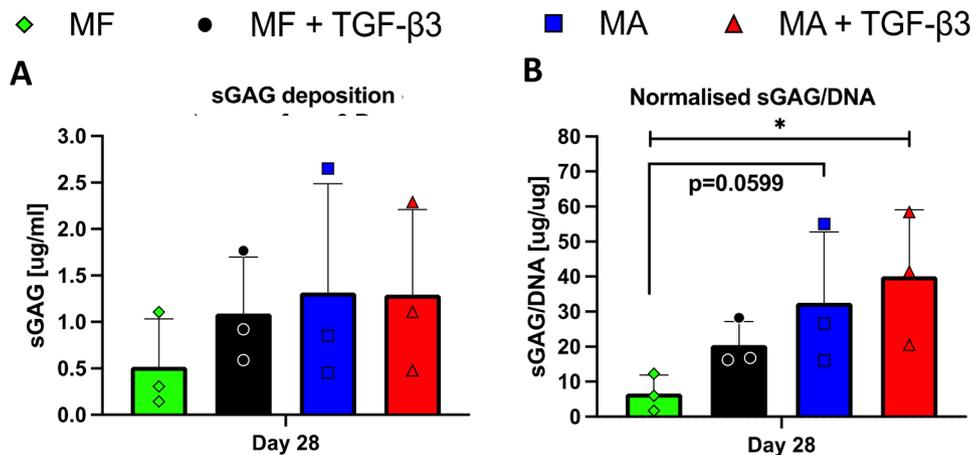 MF MF + TGF-β3 MA MA + TGF-β3
A
sGAG deposition
3.0
2.5
2.0
1.5
1.0
0.5
0.0
sGAG [ug/ml]
Day 28
B
Normalised sGAG/DNA
*
p=0.0599
80
70
60
50
40
30
20
10
0
sGAG/DNA [ug/ug]
Day 28